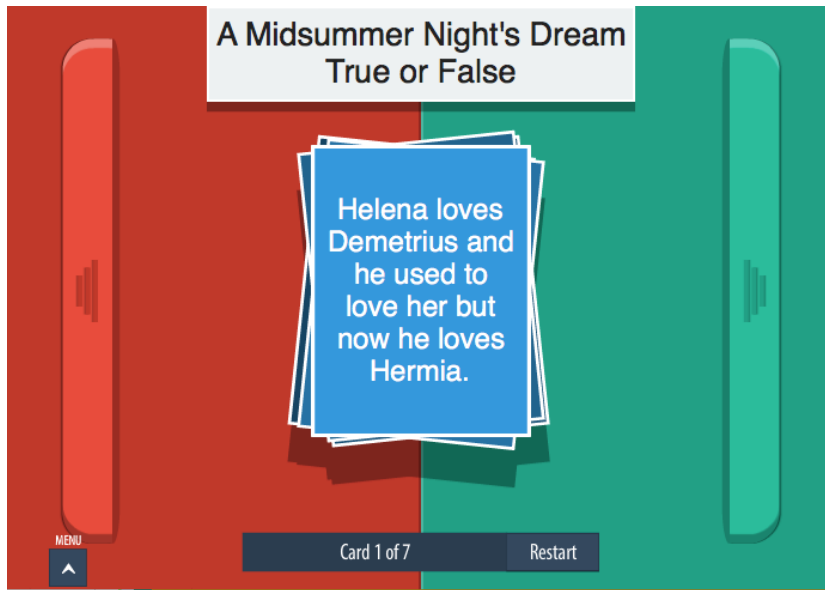 A Midsummer Night's Dream
True or False
Helena loves
Demetrius and
he used to
love her but
now he loves
Hermia.
MENU
Card 1 of 7
Restart